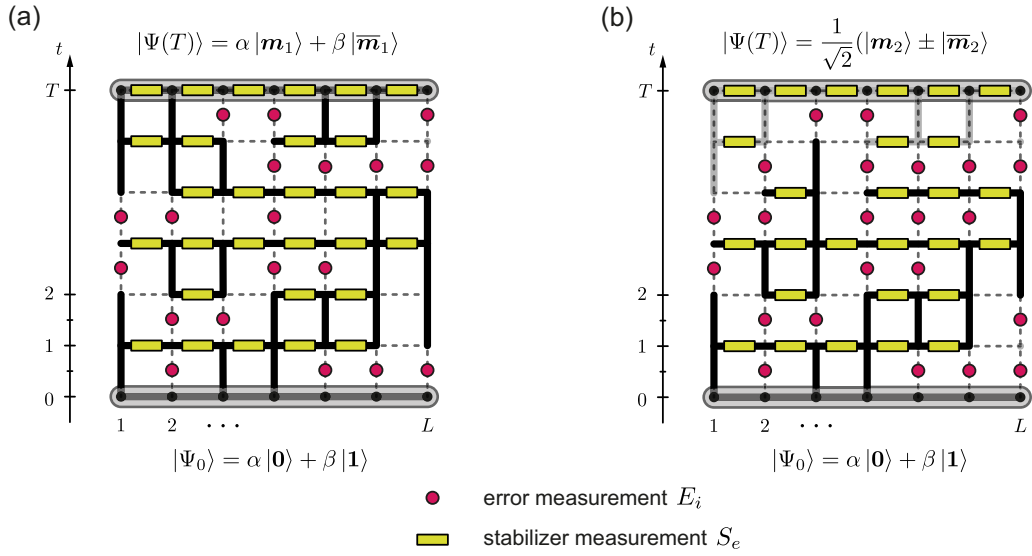 (a)
|Ψ(T)⟩ = α |m₁⟩ + β |m̅₁⟩
t
T
2
1
0
1 2 ··· L
|Ψ₀⟩ = α |0⟩ + β |1⟩
(b)
|Ψ(T)⟩ = 1/√2 (|m₂⟩ ± |m̅₂⟩)
t
T
2
1
0
1 2 ··· L
|Ψ₀⟩ = α |0⟩ + β |1⟩
error measurement Eᵢ
stabilizer measurement Sₑ